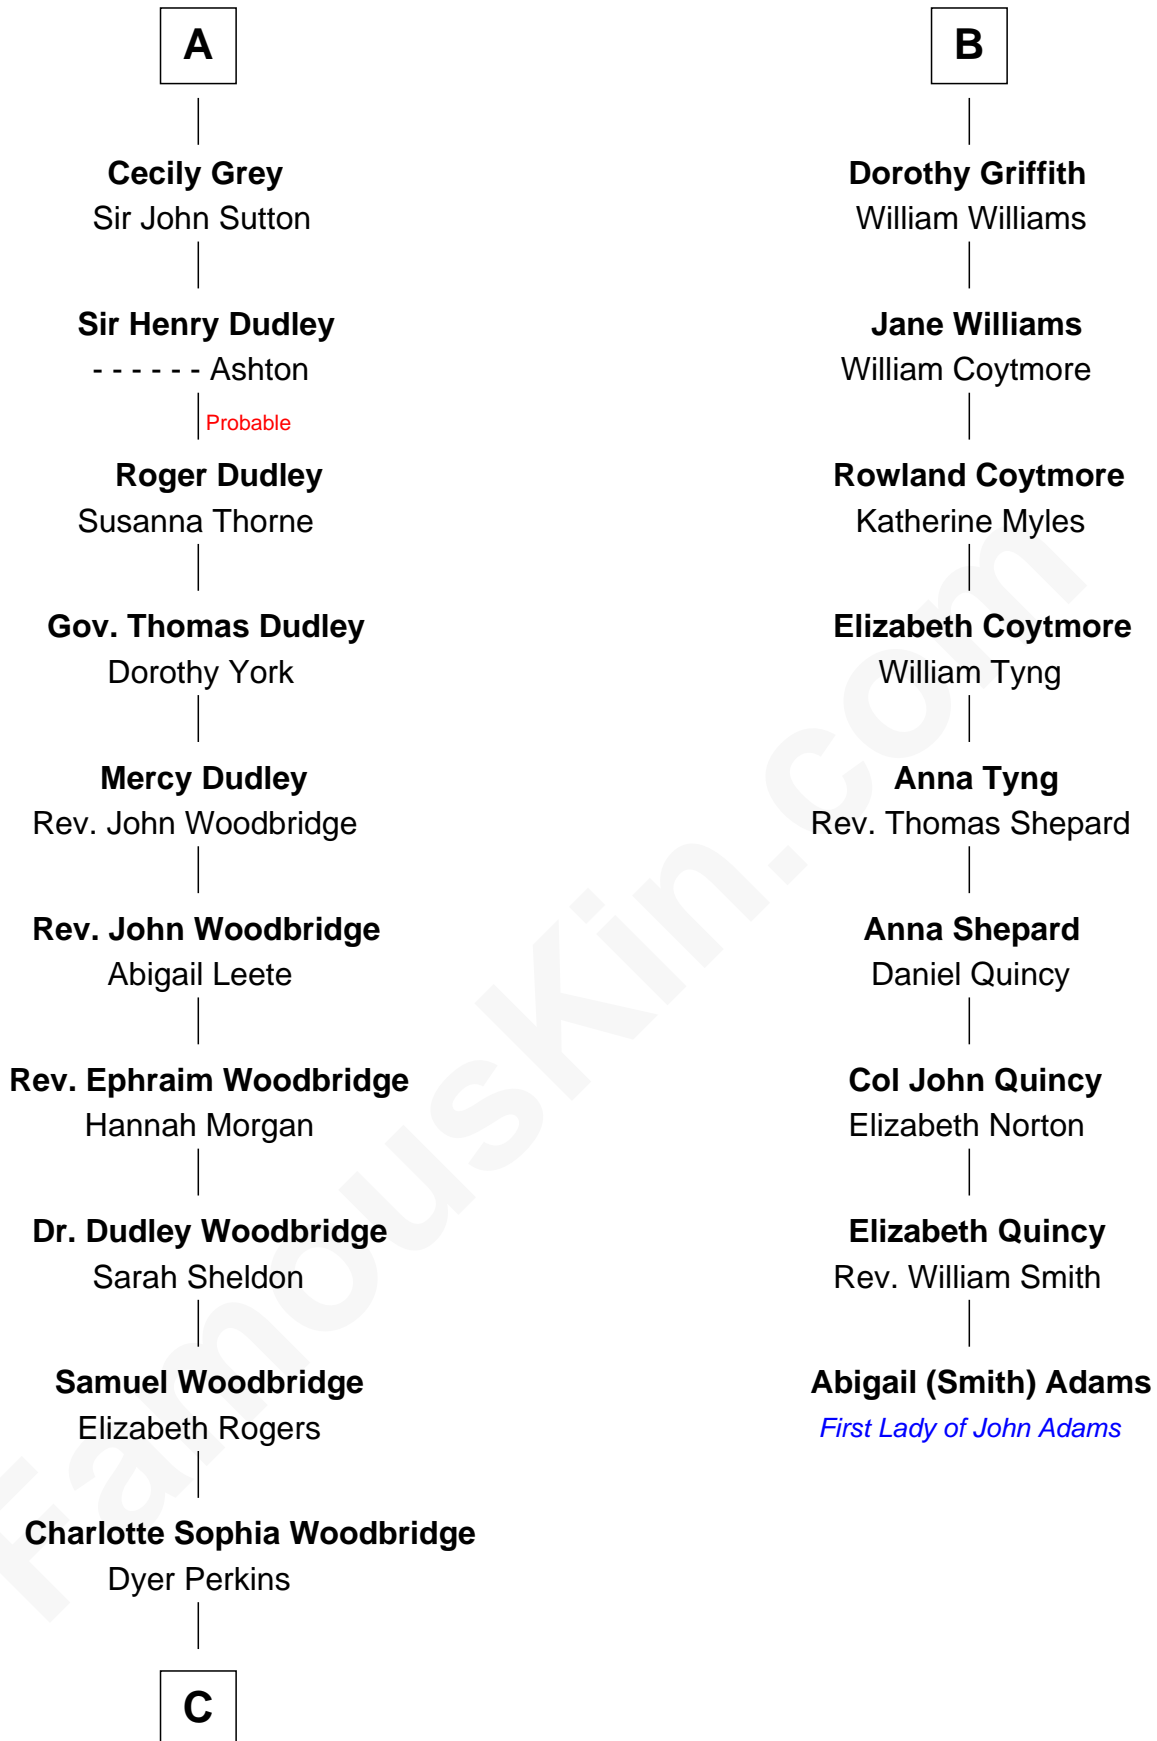 A
Cecily Grey
Sir John Sutton
Sir Henry Dudley
- - - - - - Ashton
Probable
Roger Dudley
Susanna Thorne
Gov. Thomas Dudley
Dorothy York
Mercy Dudley
Rev. John Woodbridge
Rev. John Woodbridge
Abigail Leete
Rev. Ephraim Woodbridge
Hannah Morgan
Dr. Dudley Woodbridge
Sarah Sheldon
Samuel Woodbridge
Elizabeth Rogers
Charlotte Sophia Woodbridge
Dyer Perkins
C
B
Dorothy Griffith
William Williams
Jane Williams
William Coytmore
Rowland Coytmore
Katherine Myles
Elizabeth Coytmore
William Tyng
Anna Tyng
Rev. Thomas Shepard
Anna Shepard
Daniel Quincy
Col John Quincy
Elizabeth Norton
Elizabeth Quincy
Rev. William Smith
Abigail (Smith) Adams
First Lady of John Adams
FamousKin.com